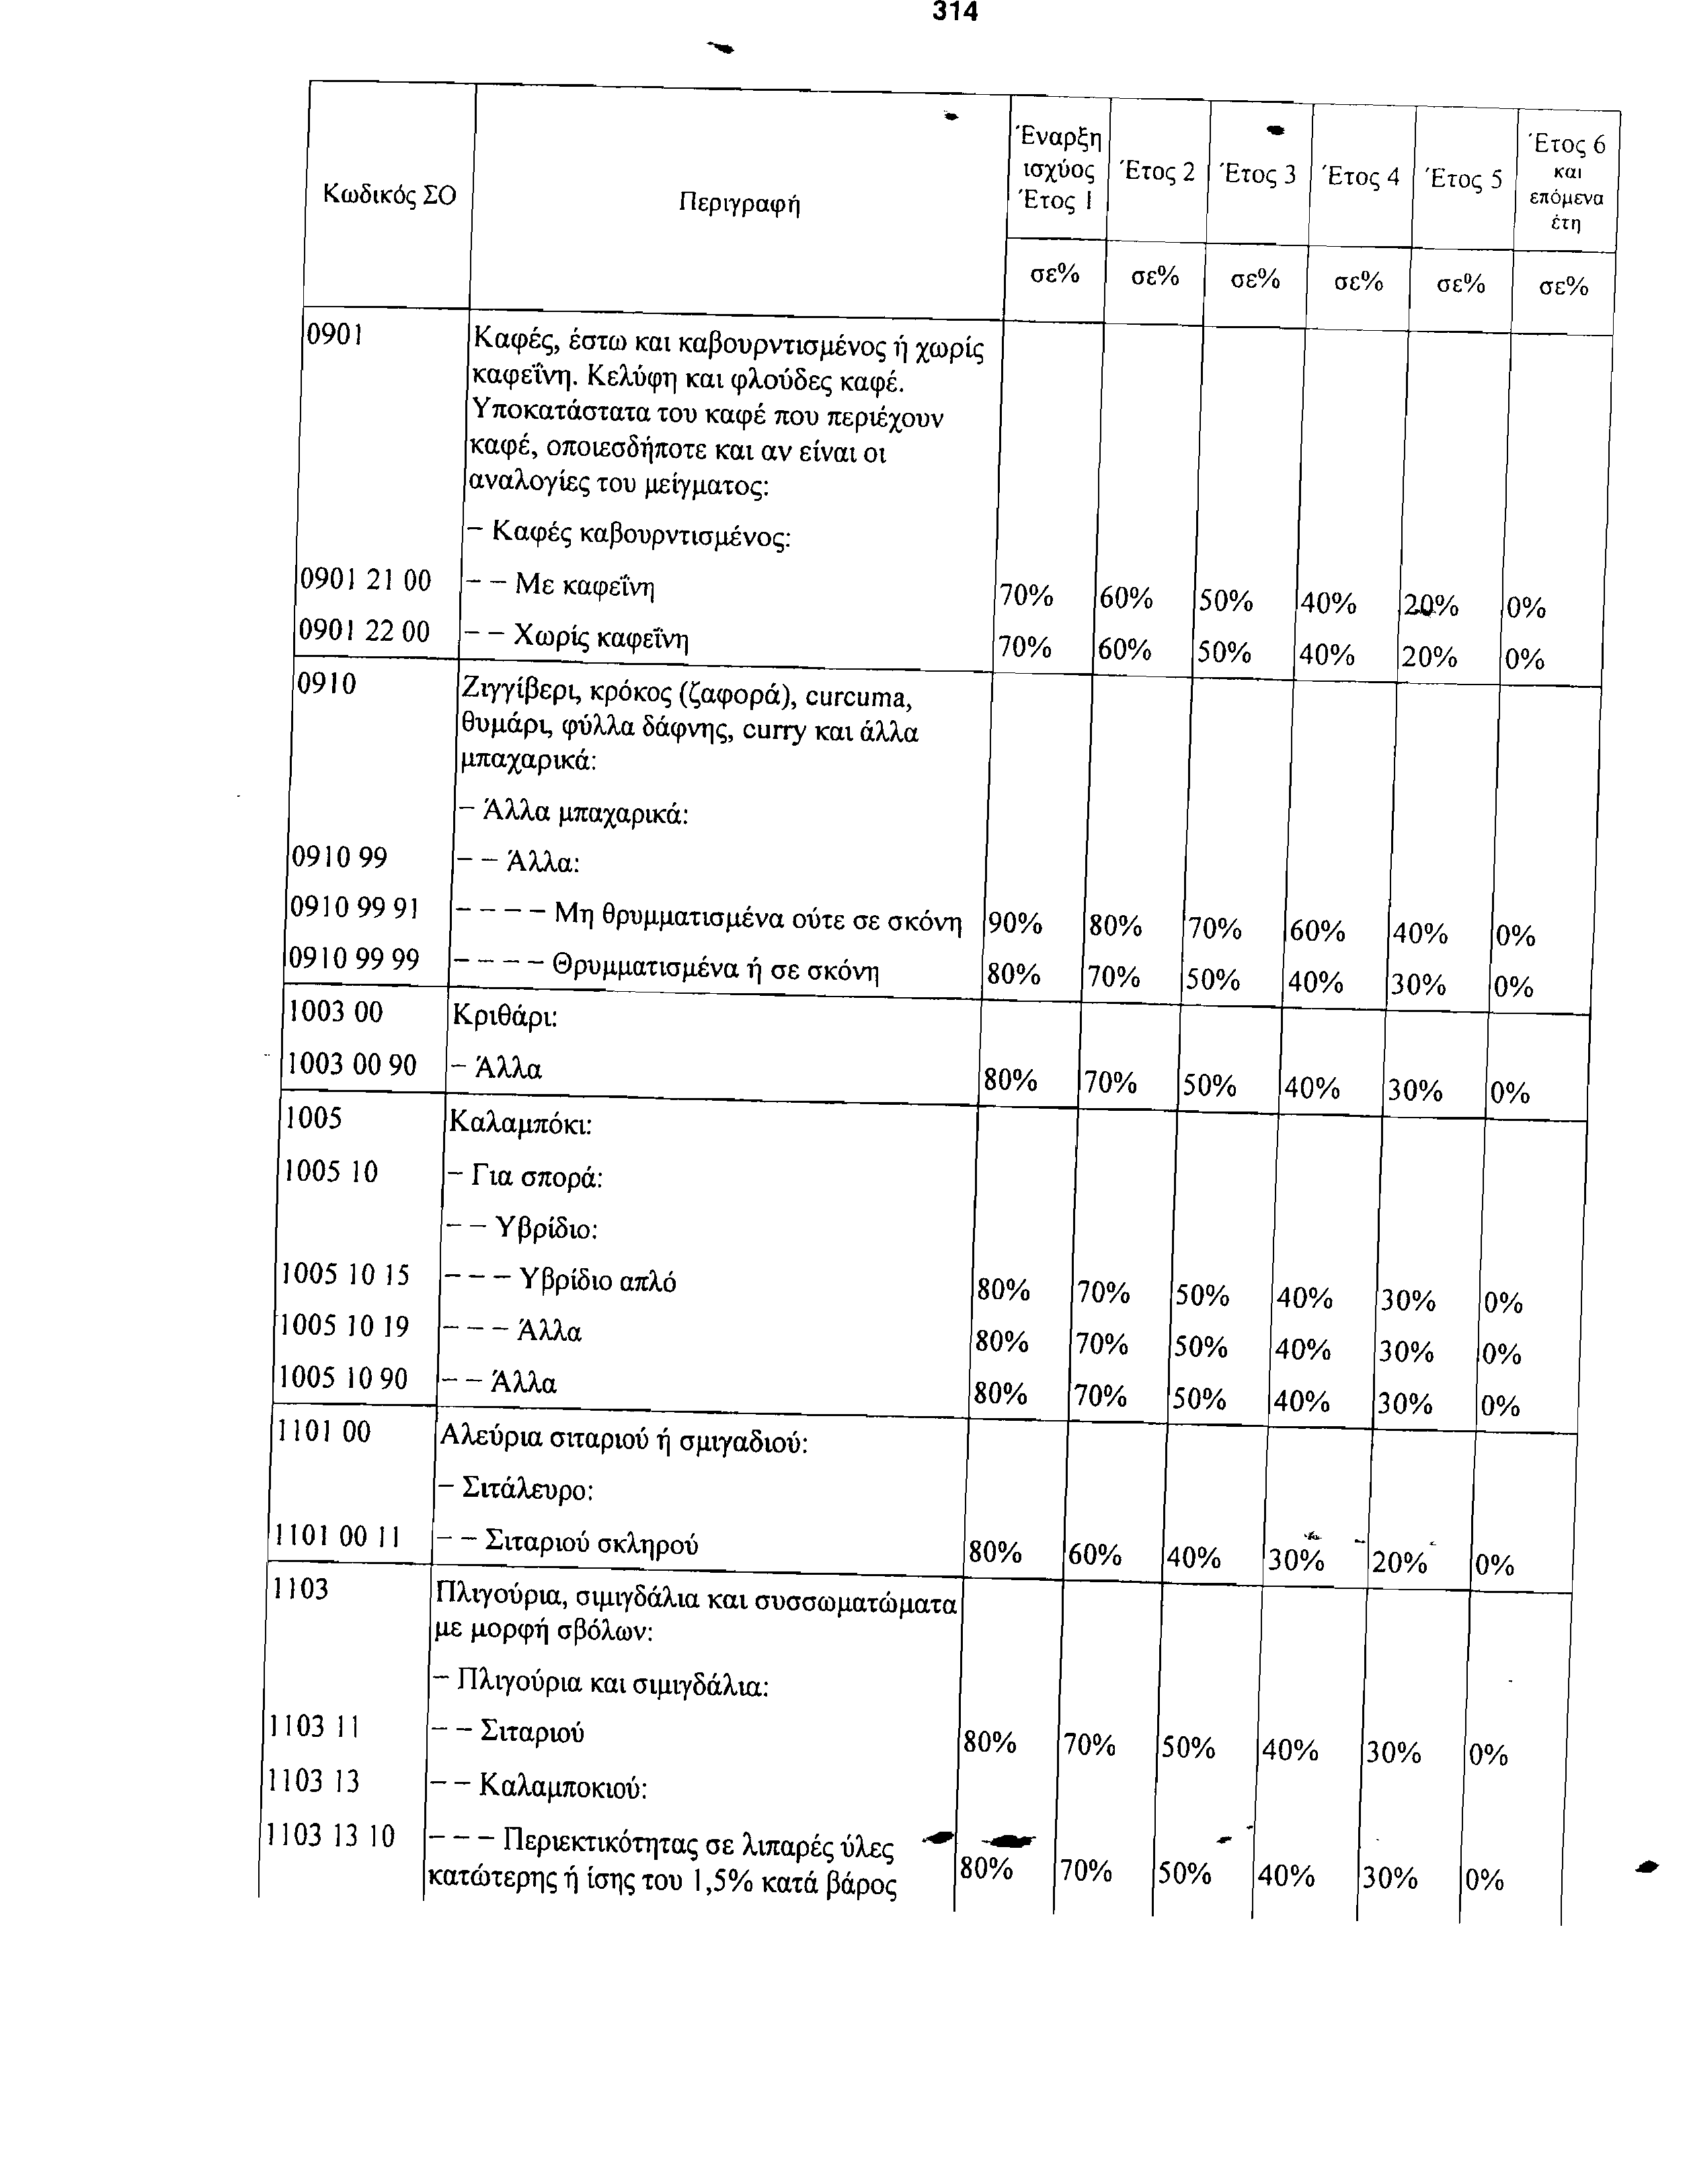 314
Κωδικός ΣΟ Περιγραφή Έναρξη ισχύος Έτος 1 Έτος 2 Έτος 3 Έτος 4 Έτος 5 Έτος 6 και επόμενα έτη
σε% σε% σε% σε% σε% σε%
0901 Καφές, έστω και καβουρντισμένος ή χωρίς
καφεΐνη. Κελύφη και φλούδες καφέ.
Υποκατάστατα του καφέ που περιέχουν
καφέ, οποιεσδήποτε και αν είναι οι
αναλογίες του μείγματος:
– Καφές καβουρντισμένος:
0901 21 00 – – Με καφεΐνη 70% 60% 50% 40% 20% 0%
0901 22 00 – – Χωρίς καφεΐνη 70% 60% 50% 40% 20% 0%
0910 Ζιγγίβερι, κρόκος (ζαφορά), curcuma,
θυμάρι, φύλλα δάφνης, curry και άλλα
μπαχαρικά:
– Άλλα μπαχαρικά:
0910 99 – – Άλλα:
0910 99 91 – – – – Μη θρυμματισμένα ούτε σε σκόνη 90% 80% 70% 60% 40% 0%
0910 99 99 – – – – Θρυμματισμένα ή σε σκόνη 80% 70% 50% 40% 30% 0%
1003 00 Κριθάρι:
1003 00 90 – Άλλα 80% 70% 50% 40% 30% 0%
1005 Καλαμπόκι:
1005 10 – Για σπορά:
– – Υβρίδιο:
1005 10 15 – – – Υβρίδιο απλό 80% 70% 50% 40% 30% 0%
1005 10 19 – – – Άλλα 80% 70% 50% 40% 30% 0%
1005 10 90 – – Άλλα 80% 70% 50% 40% 30% 0%
1101 00 Αλεύρια σιταριού ή σμιγαδιού:
– Σιτάλευρο:
1101 00 11 – – Σιταριού σκληρού 80% 60% 40% 30% 20% 0%
1103 Πλιγούρια, σιμιγδάλια και συσσωματώματα
με μορφή σβόλων:
– Πλιγούρια και σιμιγδάλια:
1103 11 – – Σιταριού 80% 70% 50% 40% 30% 0%
1103 13 – – Καλαμποκιού:
1103 13 10 – – – Περιεκτικότητας σε λιπαρές ύλες
κατώτερης ή ίσης του 1,5% κατά βάρος 80% 70% 50% 40% 30% 0%